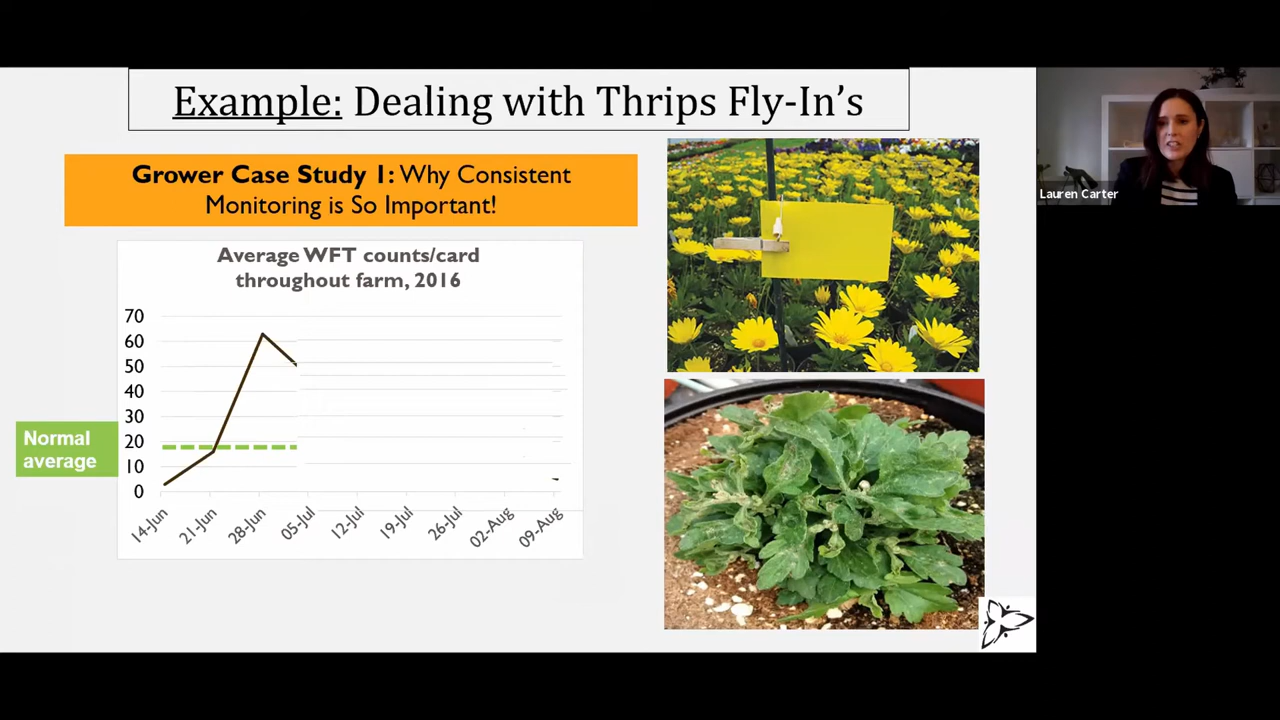 Example: Dealing with Thrips Fly-In's
Grower Case Study 1: Why Consistent
Monitoring is So Important!
Average WFT counts/card
throughout farm, 2016
70
60
50
40
30
20
10
0
Normal
average
14-Jun
21-Jun
28-Jun
05-Jul
12-Jul
19-Jul
26-Jul
02-Aug
09-Aug
Lauren Carter